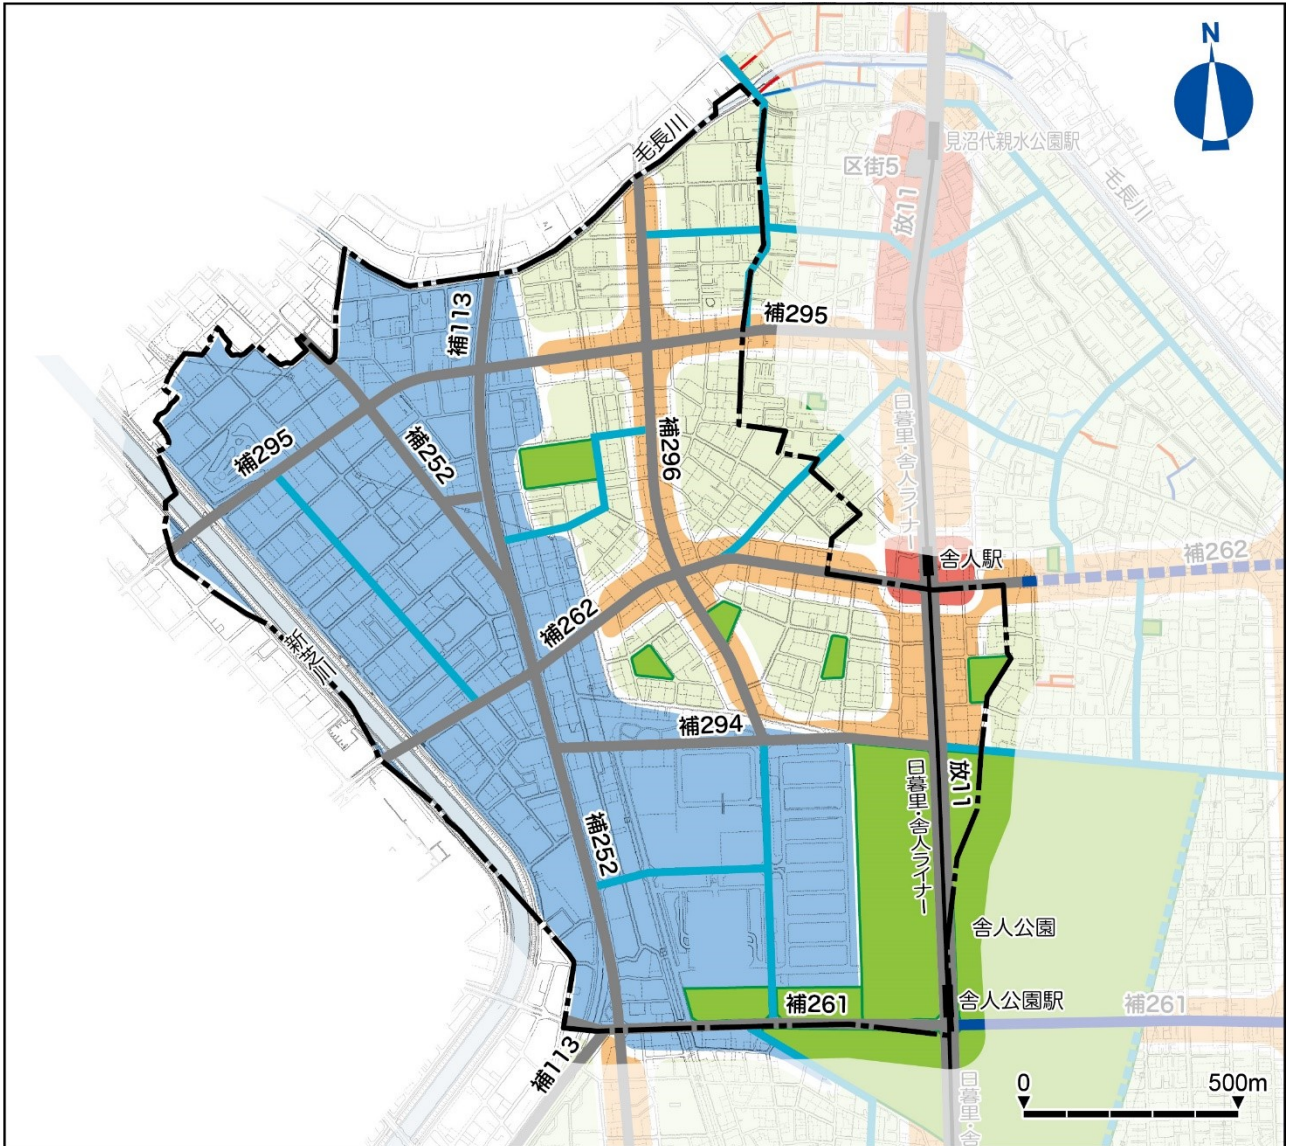 N
見沼代親水公園駅
区街5
放11
毛長川
毛長川
補113
補295
日暮里・舎人ライナー
補295
補252
補296
舎人駅
補262
補262
新芝川
補294
放11
日暮里・舎人ライナー
補252
舎人公園
舎人公園駅
補261
補261
補113
日暮里・舎
0
500m